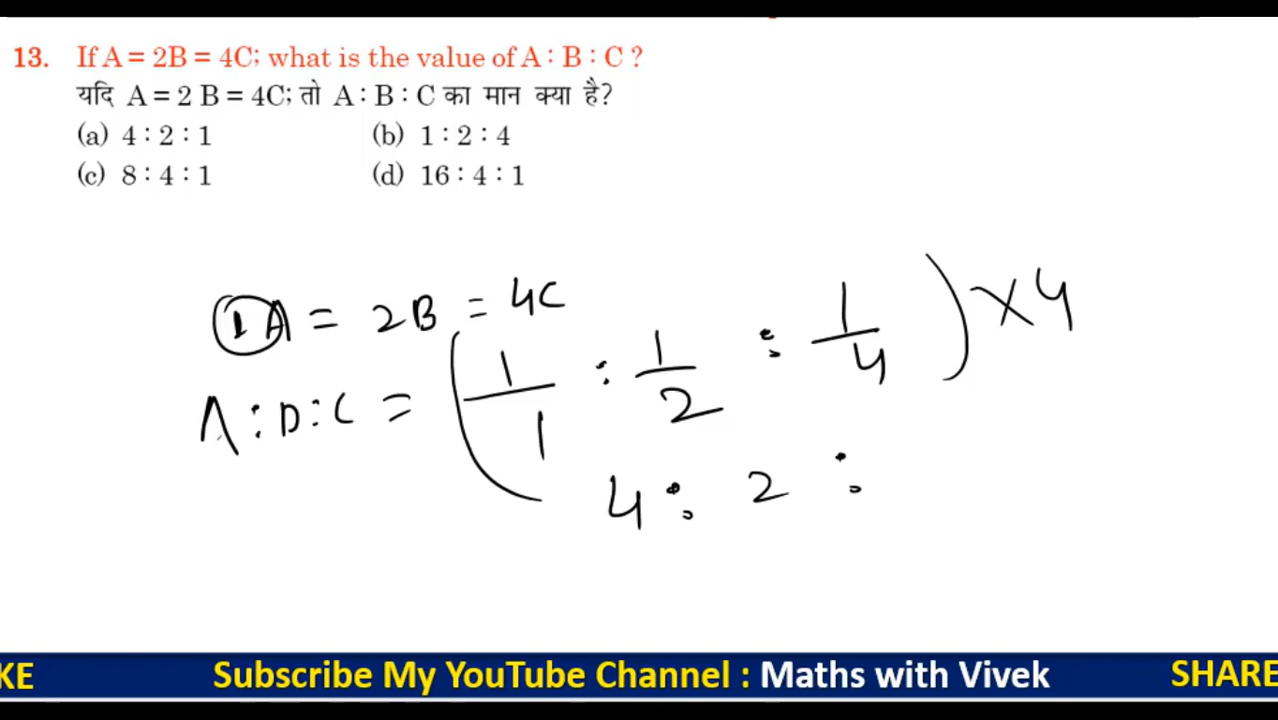 13. If A = 2B = 4C; what is the value of A : B : C ?
यदि A = 2 B = 4C; तो A : B : C का मान क्या है?
(a) 4 : 2 : 1 (b) 1 : 2 : 4
(c) 8 : 4 : 1 (d) 16 : 4 : 1
1A = 2B = 4C
A : B : C = (1/1 : 1/2 : 1/4) × 4
4 : 2 :
KE Subscribe My YouTube Channel : Maths with Vivek SHARE